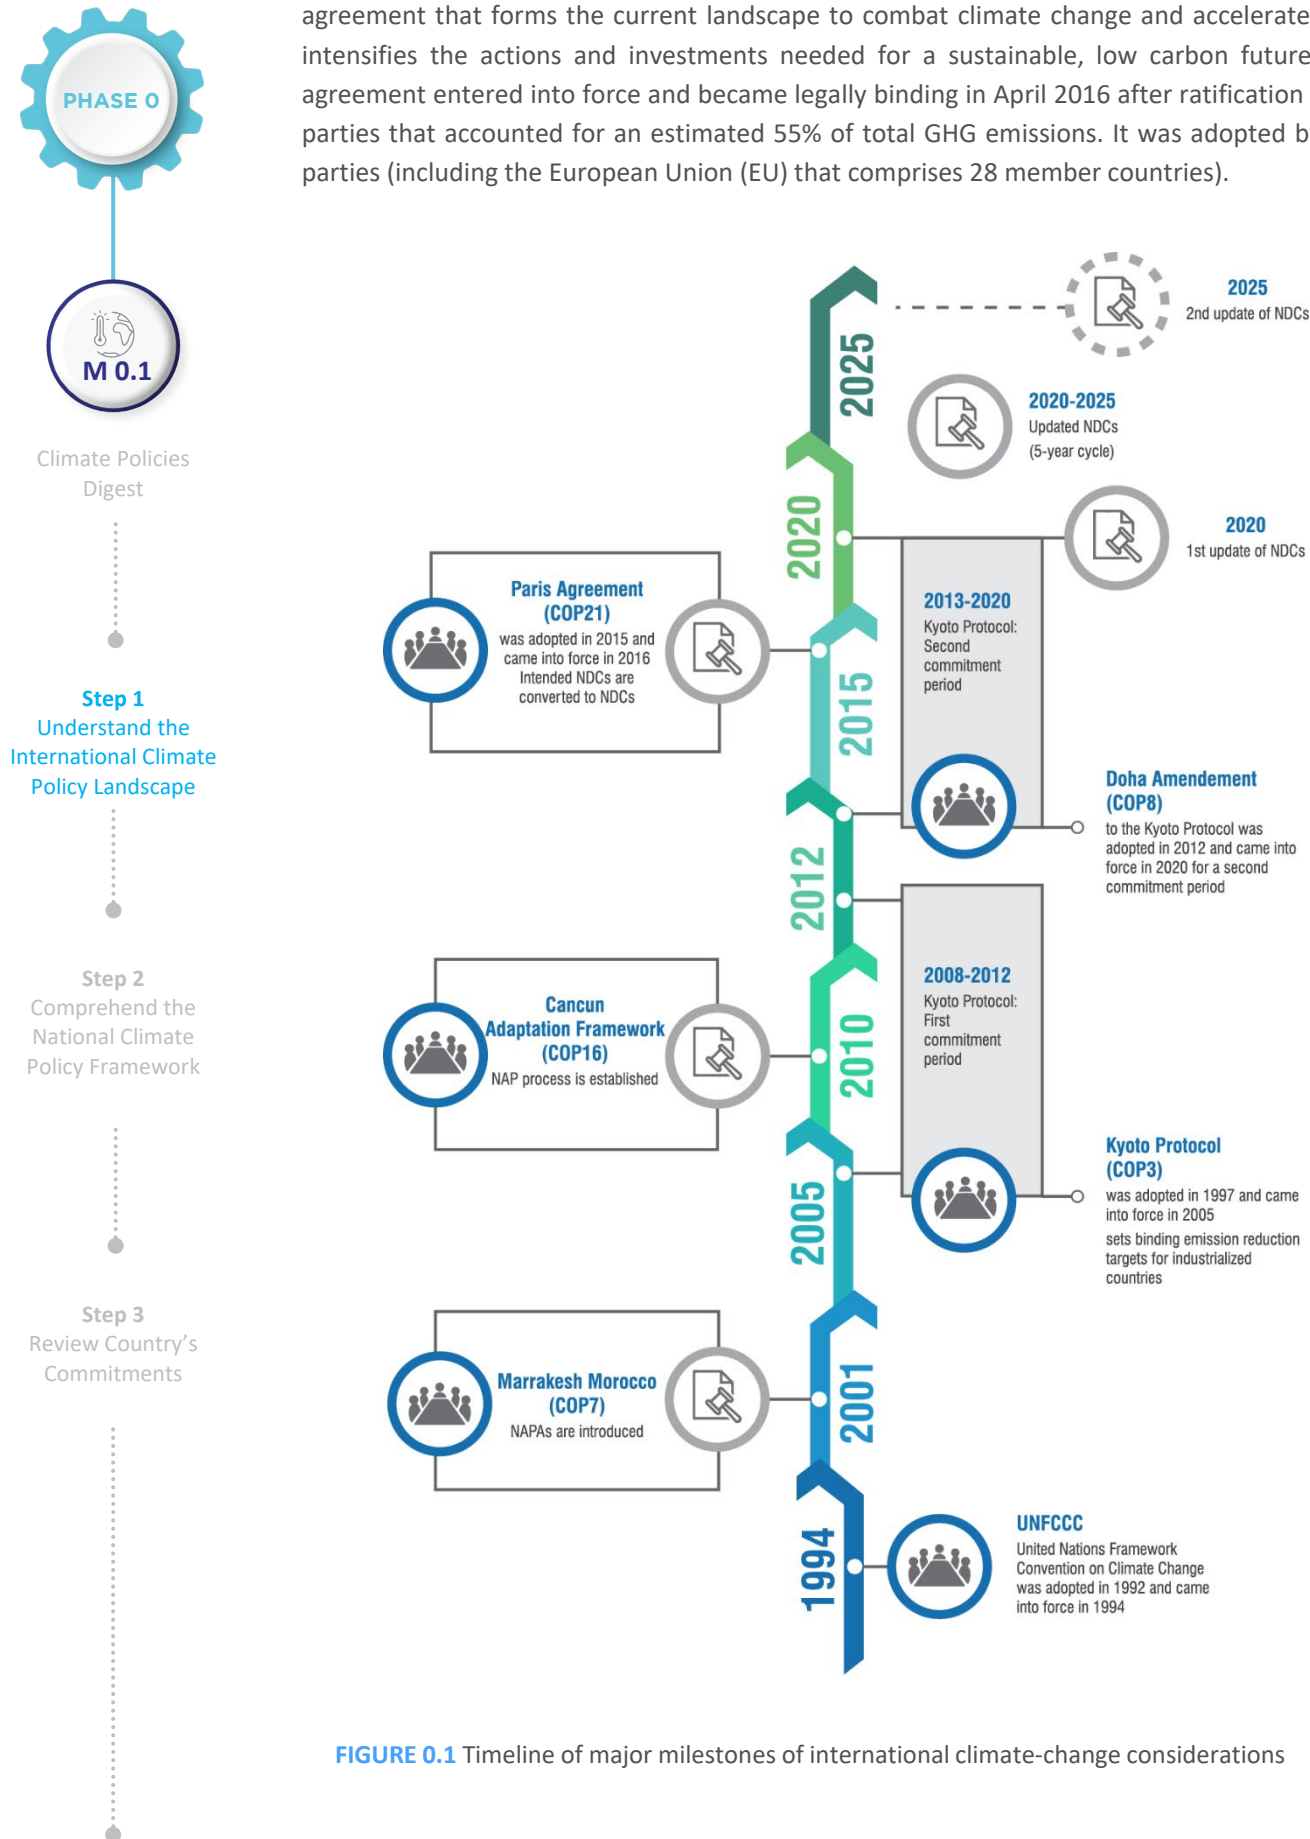 agreement that forms the current landscape to combat climate change and accelerate
intensifies the actions and investments needed for a sustainable, low carbon future
agreement entered into force and became legally binding in April 2016 after ratification
parties that accounted for an estimated 55% of total GHG emissions. It was adopted b
parties (including the European Union (EU) that comprises 28 member countries).
PHASE 0
M 0.1
Climate Policies
Digest
Step 1
Understand the
International Climate
Policy Landscape
Step 2
Comprehend the
National Climate
Policy Framework
Step 3
Review Country's
Commitments
2025
2025
2nd update of NDCs
2020-2025
Updated NDCs
(5-year cycle)
2020
2020
1st update of NDCs
Paris Agreement
(COP21)
was adopted in 2015 and
came into force in 2016
Intended NDCs are
converted to NDCs
2015
2013-2020
Kyoto Protocol:
Second
commitment
period
Doha Amendement
(COP8)
to the Kyoto Protocol was
adopted in 2012 and came into
force in 2020 for a second
commitment period
2012
2008-2012
Kyoto Protocol:
First
commitment
period
Cancun
Adaptation Framework
(COP16)
NAP process is established
2010
Kyoto Protocol
(COP3)
was adopted in 1997 and came
into force in 2005
sets binding emission reduction
targets for industrialized
countries
2005
Marrakesh Morocco
(COP7)
NAPAs are introduced
2001
1994
UNFCCC
United Nations Framework
Convention on Climate Change
was adopted in 1992 and came
into force in 1994
FIGURE 0.1 Timeline of major milestones of international climate-change considerations